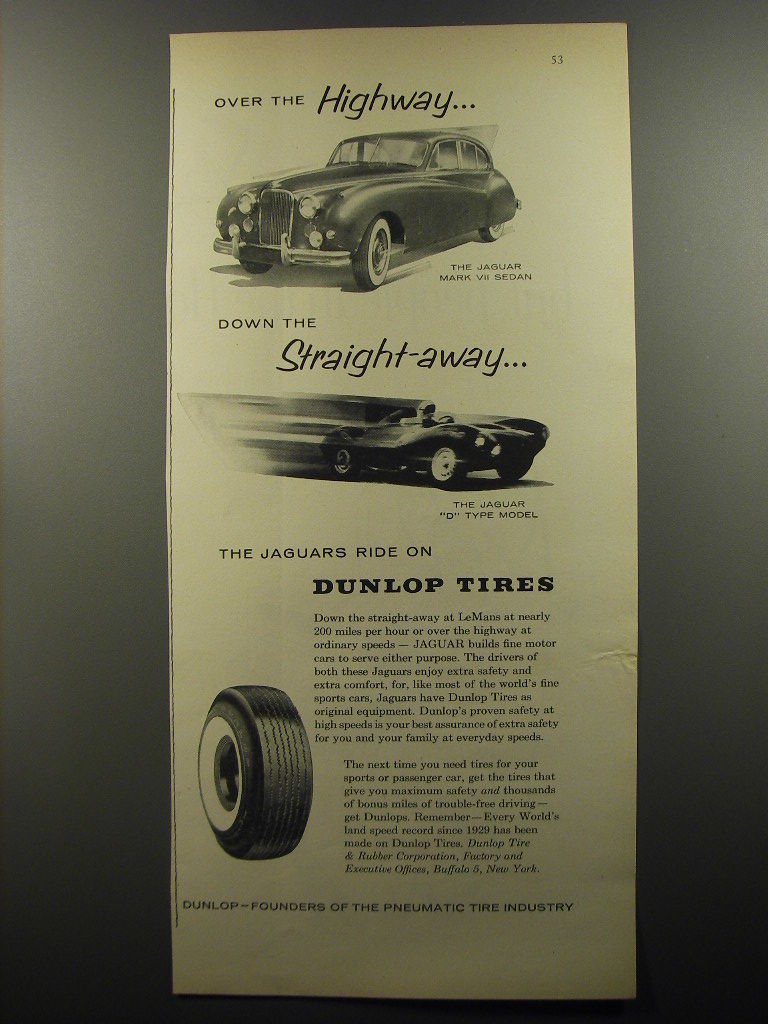 53
OVER THE Highway...
THE JAGUAR
MARK VII SEDAN
DOWN THE
Straight-away...
THE JAGUAR
"D" TYPE MODEL
THE JAGUARS RIDE ON
DUNLOP TIRES
Down the straight-away at LeMans at nearly
200 miles per hour or over the highway at
ordinary speeds — JAGUAR builds fine motor
cars to serve either purpose. The drivers of
both these Jaguars enjoy extra safety and
extra comfort, for, like most of the world's fine
sports cars, Jaguars have Dunlop Tires as
original equipment. Dunlop's proven safety at
high speeds is your best assurance of extra safety
for you and your family at everyday speeds.
The next time you need tires for your
sports or passenger car, get the tires that
give you maximum safety and thousands
of bonus miles of trouble-free driving —
get Dunlops. Remember — Every World's
land speed record since 1929 has been
made on Dunlop Tires. Dunlop Tire
& Rubber Corporation, Factory and
Executive Offices, Buffalo 5, New York.
DUNLOP — FOUNDERS OF THE PNEUMATIC TIRE INDUSTRY